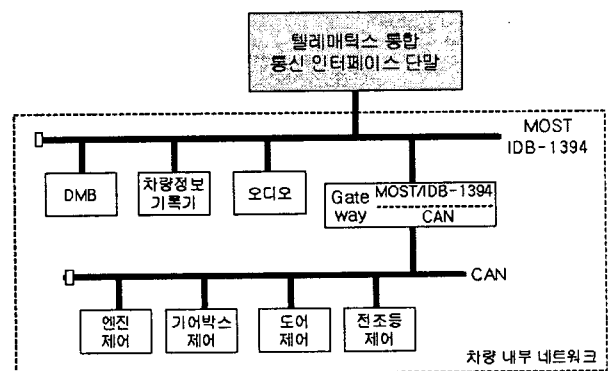 텔레매틱스 통합
통신 인터페이스 단말
MOST
IDB-1394
DMB
차량정보
기록기
오디오
Gate
way
MOST/IDB-1394
CAN
CAN
엔진
제어
기어박스
제어
도어
제어
전조등
제어
차량 내부 네트워크